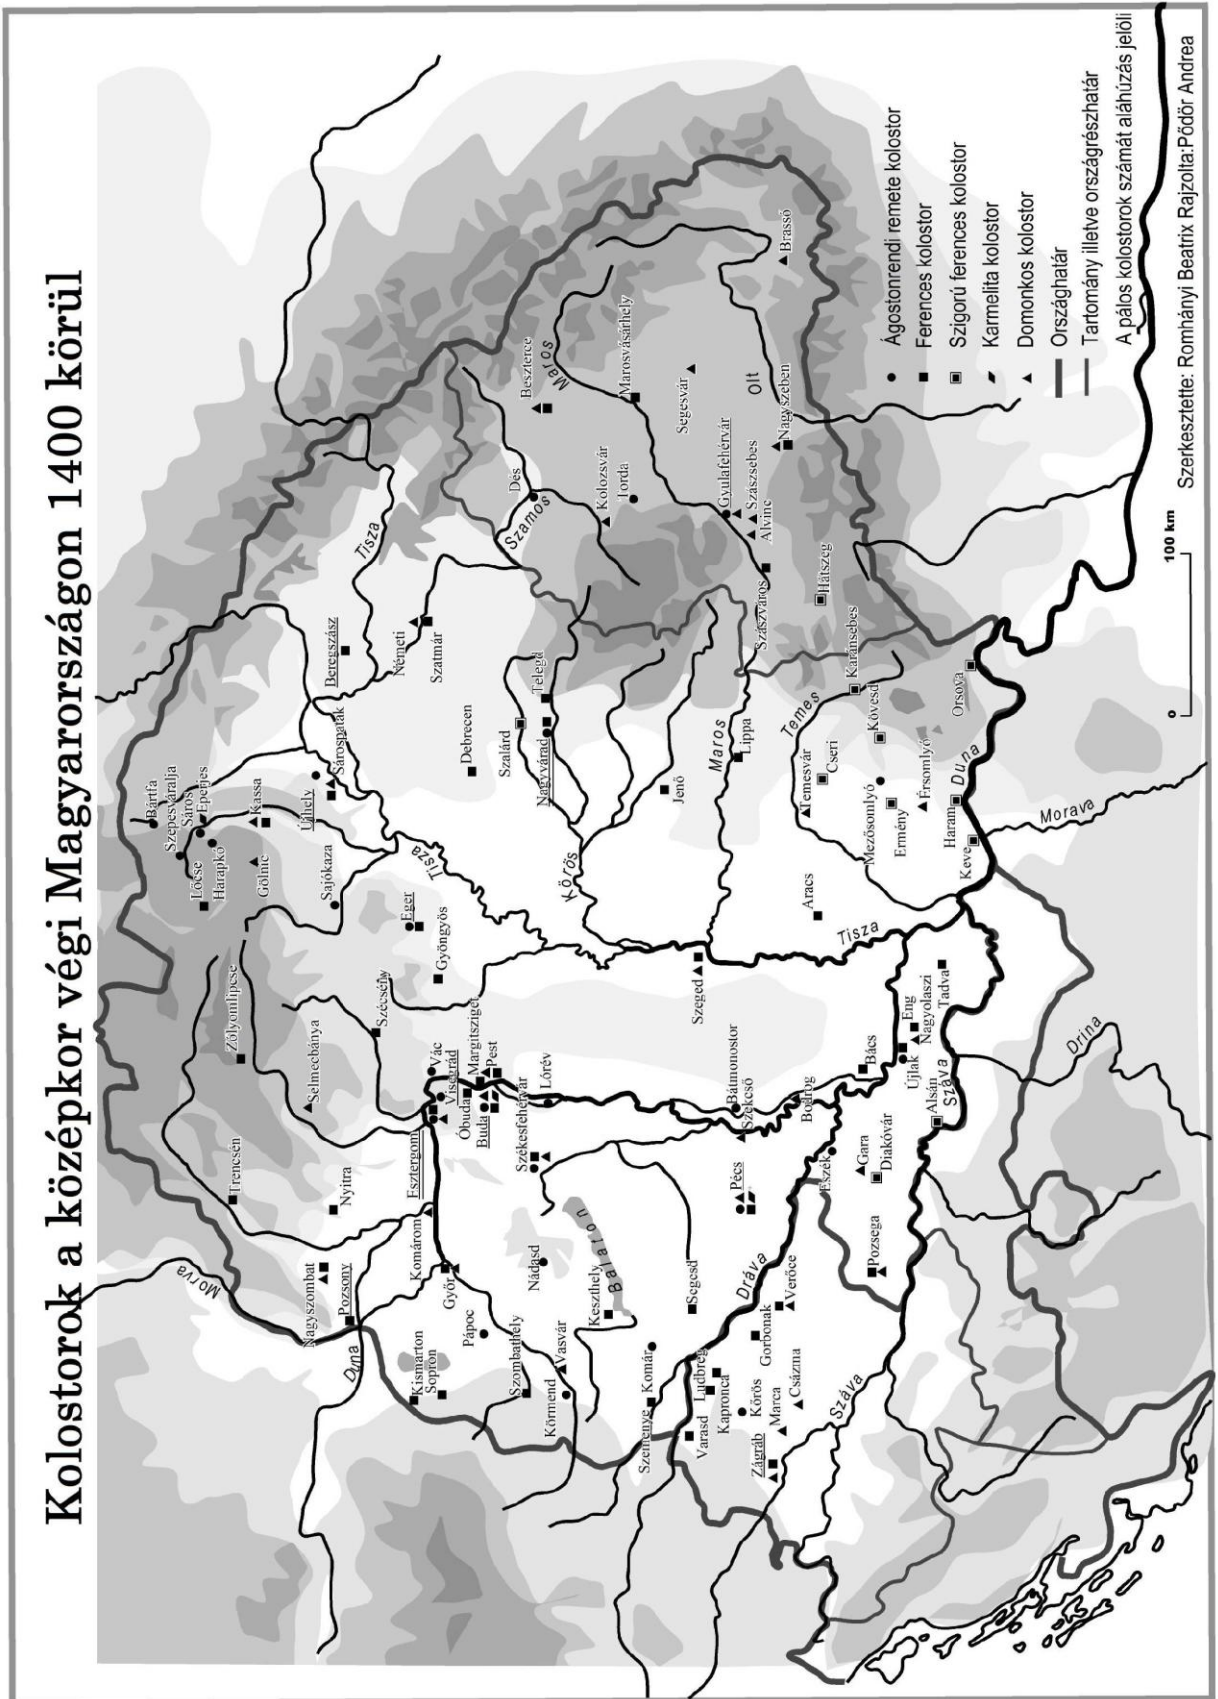 Kolostorok a középkor végi Magyarországon 1400 körül
Bártfa
Szepesváralja
Sáros
Eperjes
Lőcse
Harapkó
Kassa
Gölnic
Sajókaza
Újhely
Sárospatak
Beregszász
Tisza
Németi
Szatmár
Zólyomlipcse
Selmecbánya
Trencsén
Nyitra
Morva
Nagyszombat
Pozsony
Duna
Szécsény
Eger
Gyöngyös
Tisza
Debrecen
Szalárd
Nagyvárad
Telegd
Körös
Jenő
Dés
Szamos
Beszterce
Maros
Kolozsvár
Torda
Marosvásárhely
Segesvár
Olt
Brassó
Nagyszeben
Gyulafehérvár
Szászsebes
Alvinc
Szászváros
Hátszeg
Karánsebes
Kövesd
Orsova
Temes
Maros
Lippa
Temesvár
Cseri
Mezősomlyó
Ermény
Érsomlyó
Haram
Duna
Keve
Morava
Aracs
Tisza
Szeged
Vác
Visegrád
Esztergom
Margitsziget
Óbuda
Pest
Buda
Székesfehérvár
Lórév
Komárom
Győr
Pápoc
Kismarton
Sopron
Szombathely
Körmend
Vasvár
Nádasd
Balaton
Keszthely
Segesd
Komár
Szemenye
Dráva
Varasd
Ludbreg
Kapronca
Gorbonak
Verőce
Kőrös
Marca
Csázma
Zágráb
Száva
Pécs
Bátmonostor
Szekcső
Bodrog
Bács
Eszék
Gara
Diakóvár
Pozsega
Alsán
Száva
Újlak
Eng
Nagyolaszi
Tadva
Drina
Ágostonrendi remete kolostor
Ferences kolostor
Szigorú ferences kolostor
Karmelita kolostor
Domonkos kolostor
Országhatár
Tartomány illetve országrészhatár
A pálos kolostorok számát aláhúzás jelöli
0 100 km
Szerkesztette: Romhányi Beatrix Rajzolta:Pődör Andrea